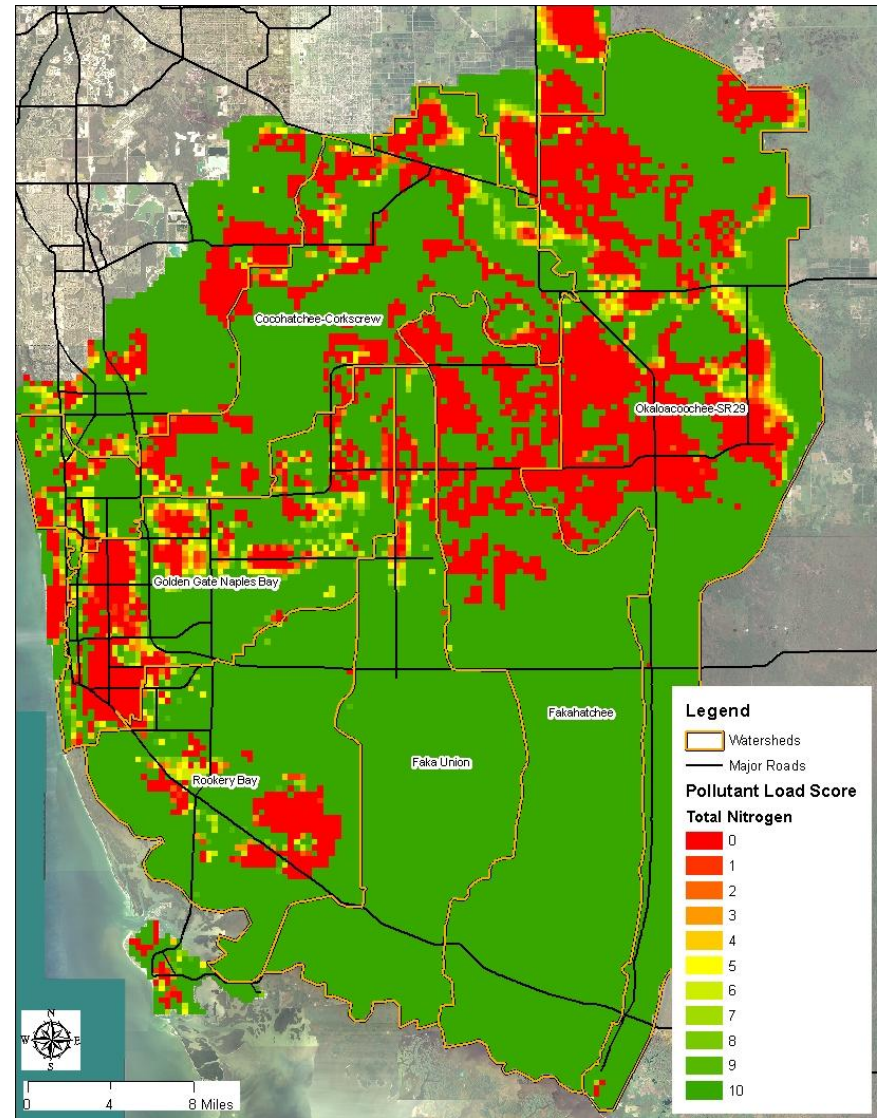 Cocohatchee-Corkscrew
Okaloacoochee-SR29
Golden Gate Naples Bay
Fakahatchee
Faka Union
Rookery Bay
Legend
Watersheds
Major Roads
Pollutant Load Score
Total Nitrogen
0
1
2
3
4
5
6
7
8
9
10
N
W
E
S
0 4 8 Miles